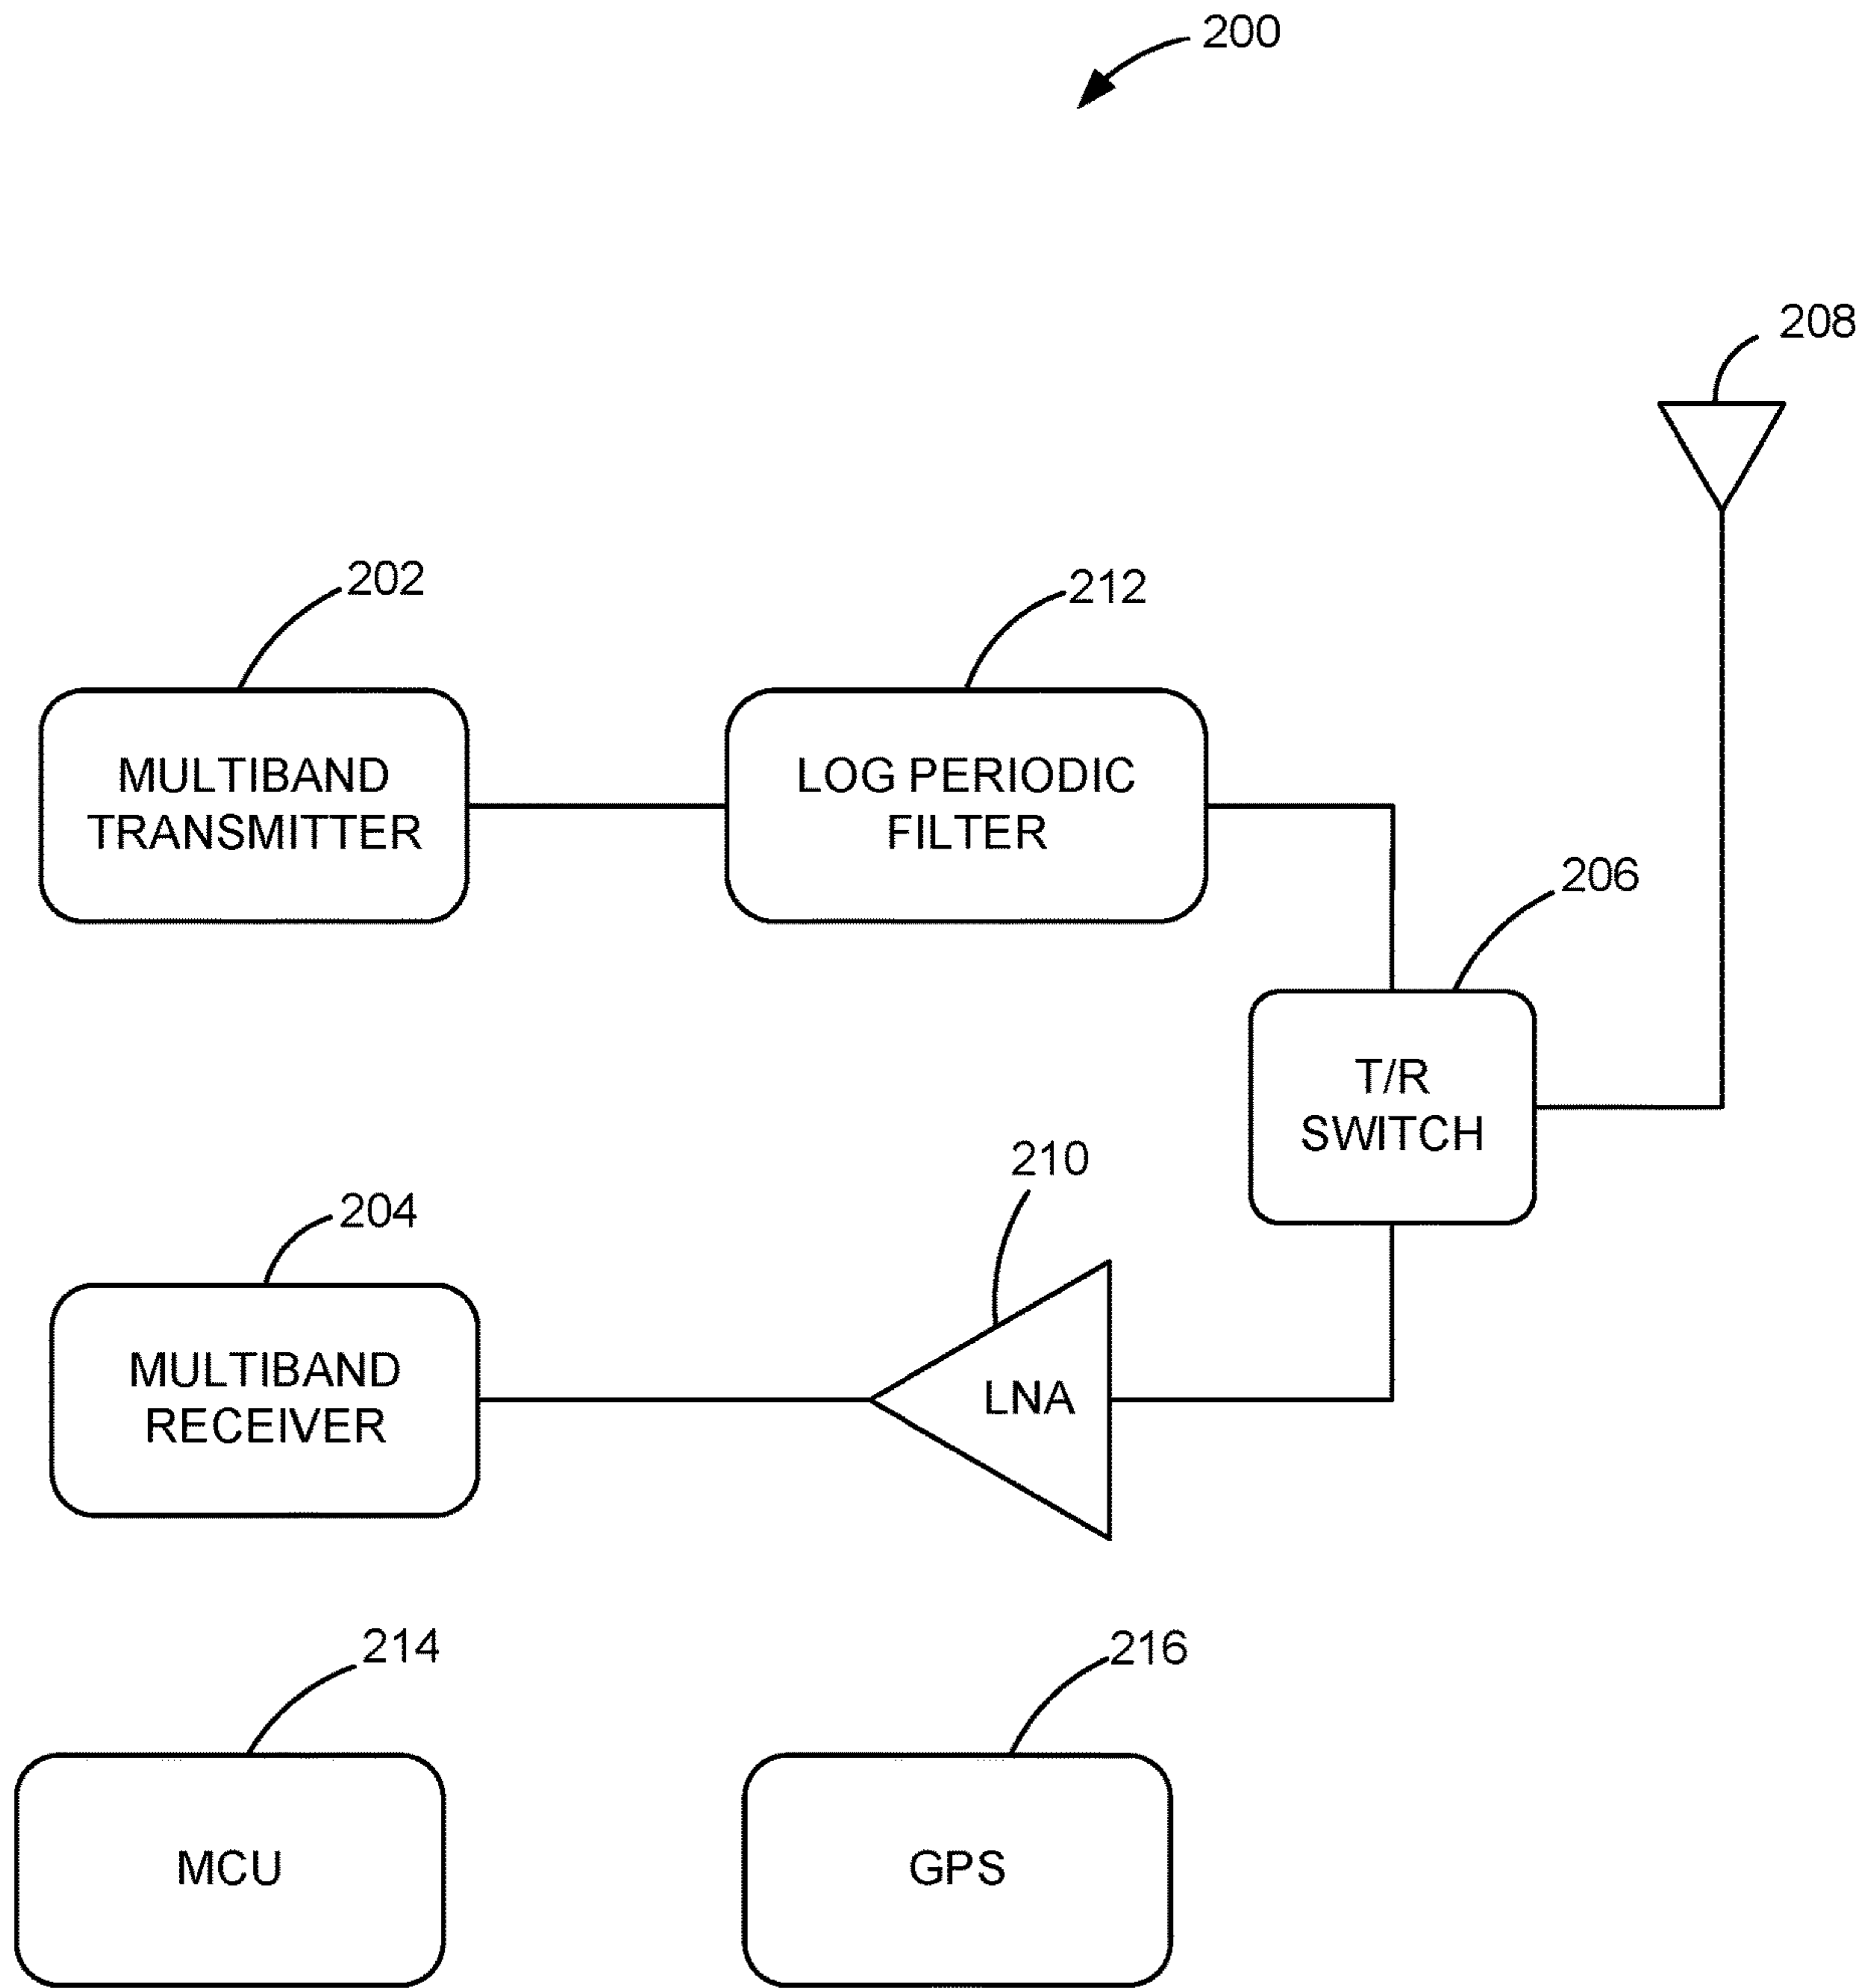 200
208
202
212
MULTIBAND
TRANSMITTER
LOG PERIODIC
FILTER
206
T/R
SWITCH
210
204
LNA
MULTIBAND
RECEIVER
214
216
MCU
GPS